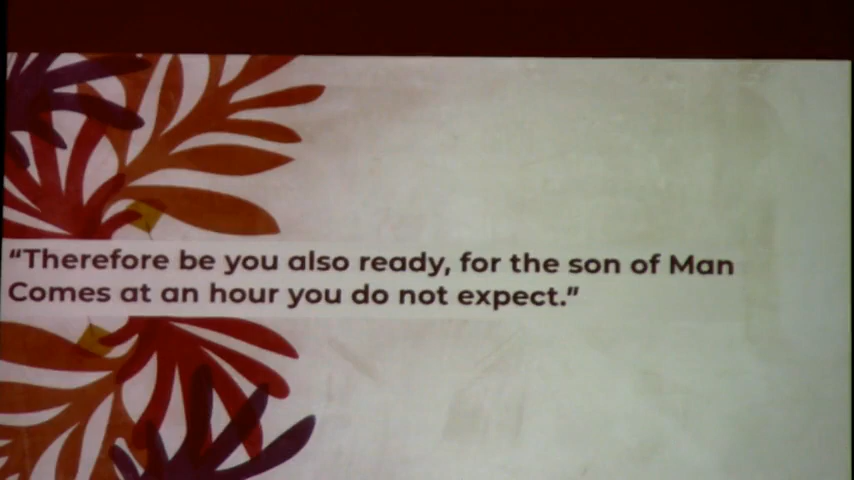 “Therefore be you also ready, for the son of Man
Comes at an hour you do not expect.”